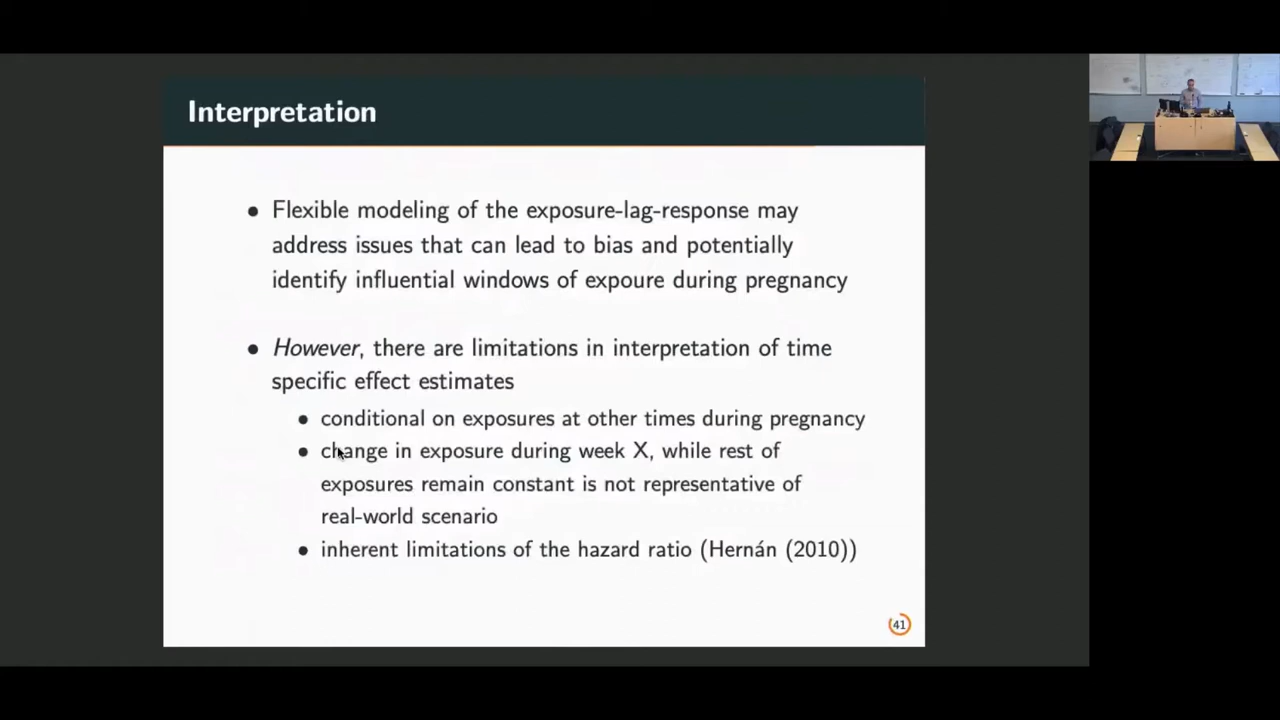 Interpretation
• Flexible modeling of the exposure-lag-response may
address issues that can lead to bias and potentially
identify influential windows of expoure during pregnancy
• However, there are limitations in interpretation of time
specific effect estimates
• conditional on exposures at other times during pregnancy
• change in exposure during week X, while rest of
exposures remain constant is not representative of
real-world scenario
• inherent limitations of the hazard ratio (Hernán (2010))
41